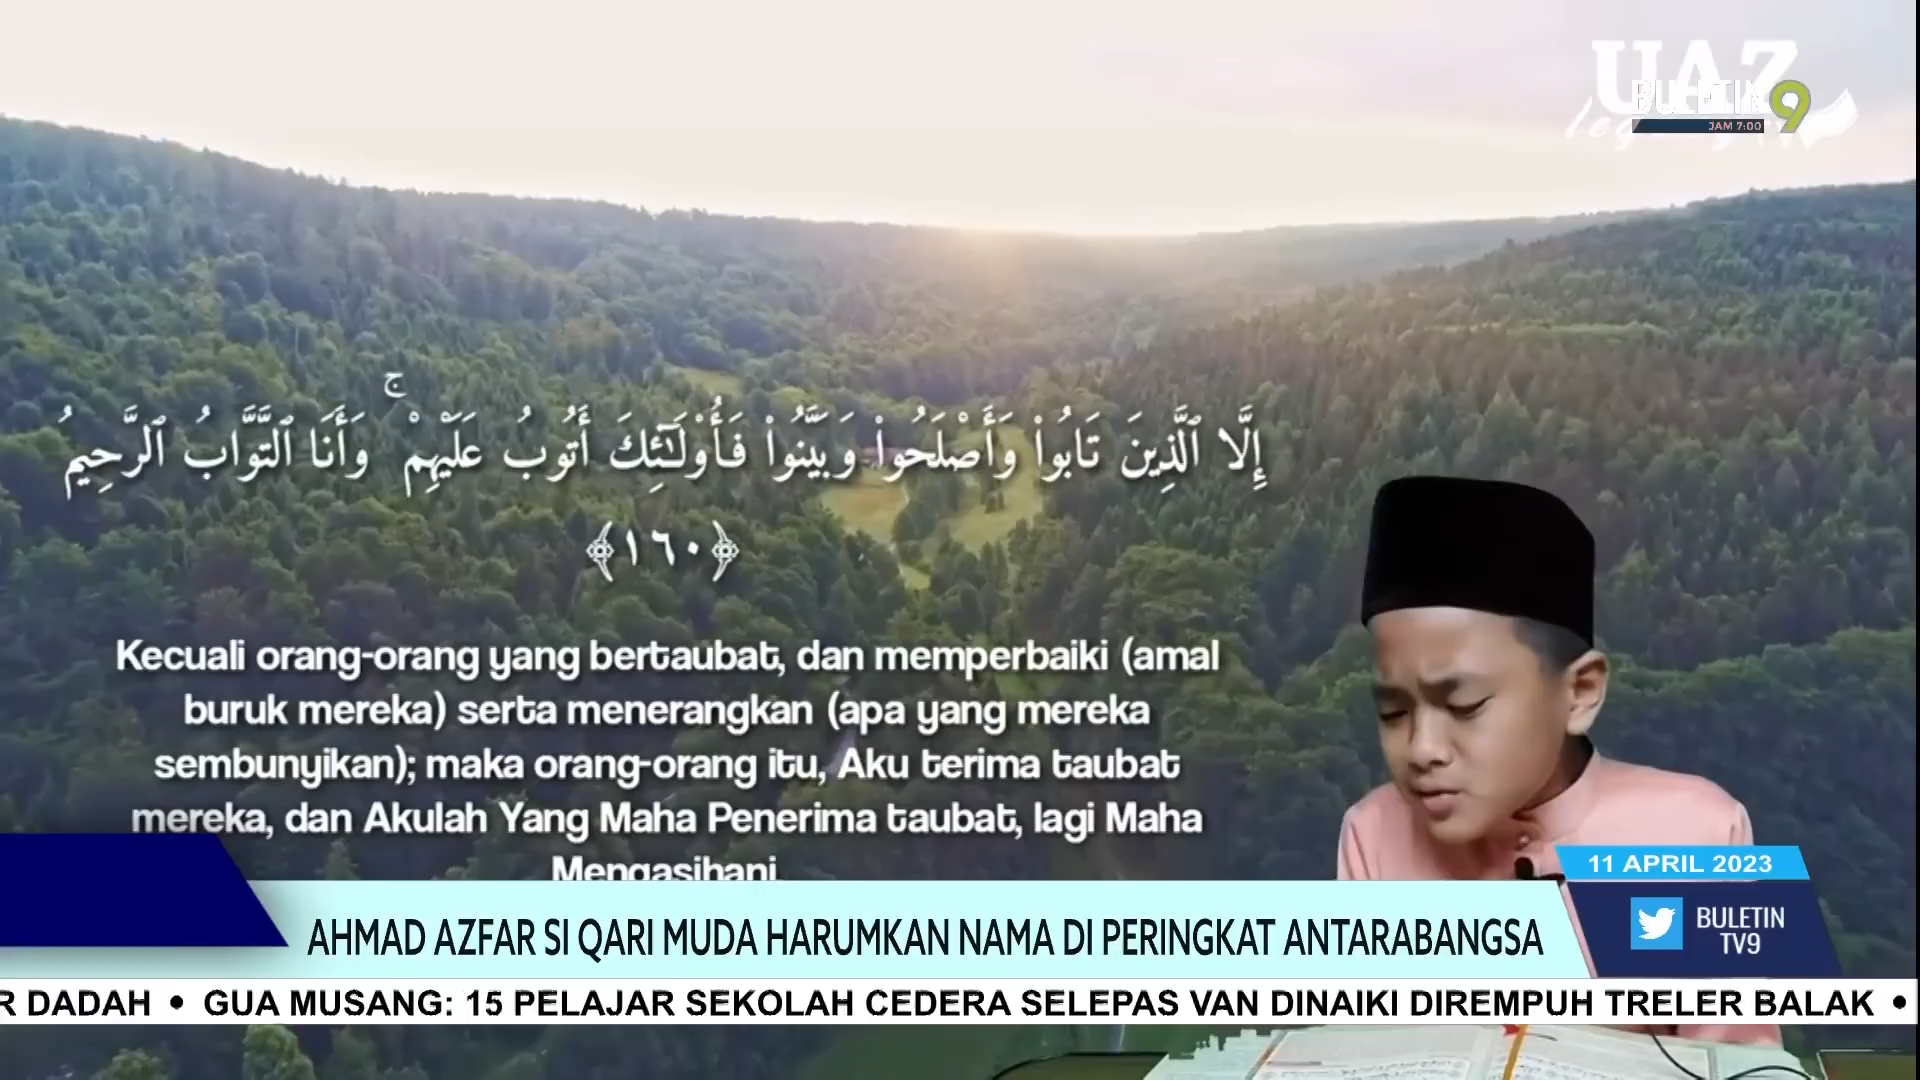 UAZ
legacy
BULETIN 9
JAM 7:00
إِلَّا ٱلَّذِينَ تَابُوا۟ وَأَصْلَحُوا۟ وَبَيَّنُوا۟ فَأُو۟لَـٰٓئِكَ أَتُوبُ عَلَيْهِمْ ۚ وَأَنَا ٱلتَّوَّابُ ٱلرَّحِيمُ
﴿١٦٠﴾
Kecuali orang-orang yang bertaubat, dan memperbaiki (amal
buruk mereka) serta menerangkan (apa yang mereka
sembunyikan); maka orang-orang itu, Aku terima taubat
mereka, dan Akulah Yang Maha Penerima taubat, lagi Maha
Mengasihani.
11 APRIL 2023
AHMAD AZFAR SI QARI MUDA HARUMKAN NAMA DI PERINGKAT ANTARABANGSA
BULETIN
TV9
R DADAH • GUA MUSANG: 15 PELAJAR SEKOLAH CEDERA SELEPAS VAN DINAIKI DIREMPUH TRELER BALAK •